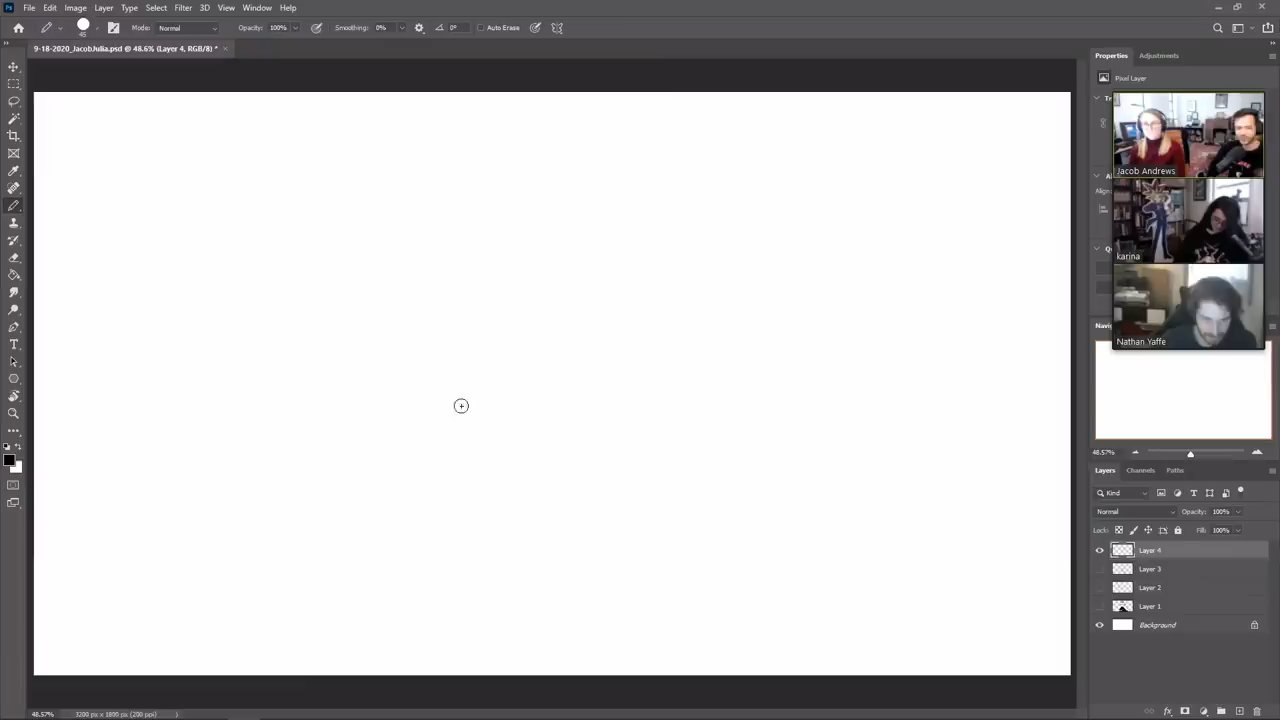 File Edit Image Layer Type Select Filter 3D View Window Help
45 Mode: Normal Opacity: 100% Smoothing: 0% 0° Auto Erase
9-18-2020_JacobJulia.psd @ 48.6% (Layer 4, RGB/8) *
Properties Adjustments
Pixel Layer
Jacob Andrews
karina
Nathan Yaffe
48.57%
Layers Channels Paths
Kind
Normal Opacity: 100%
Lock: Fill: 100%
Layer 4
Layer 3
Layer 2
Layer 1
Background
48.57% 3200 px x 1800 px (200 ppi)